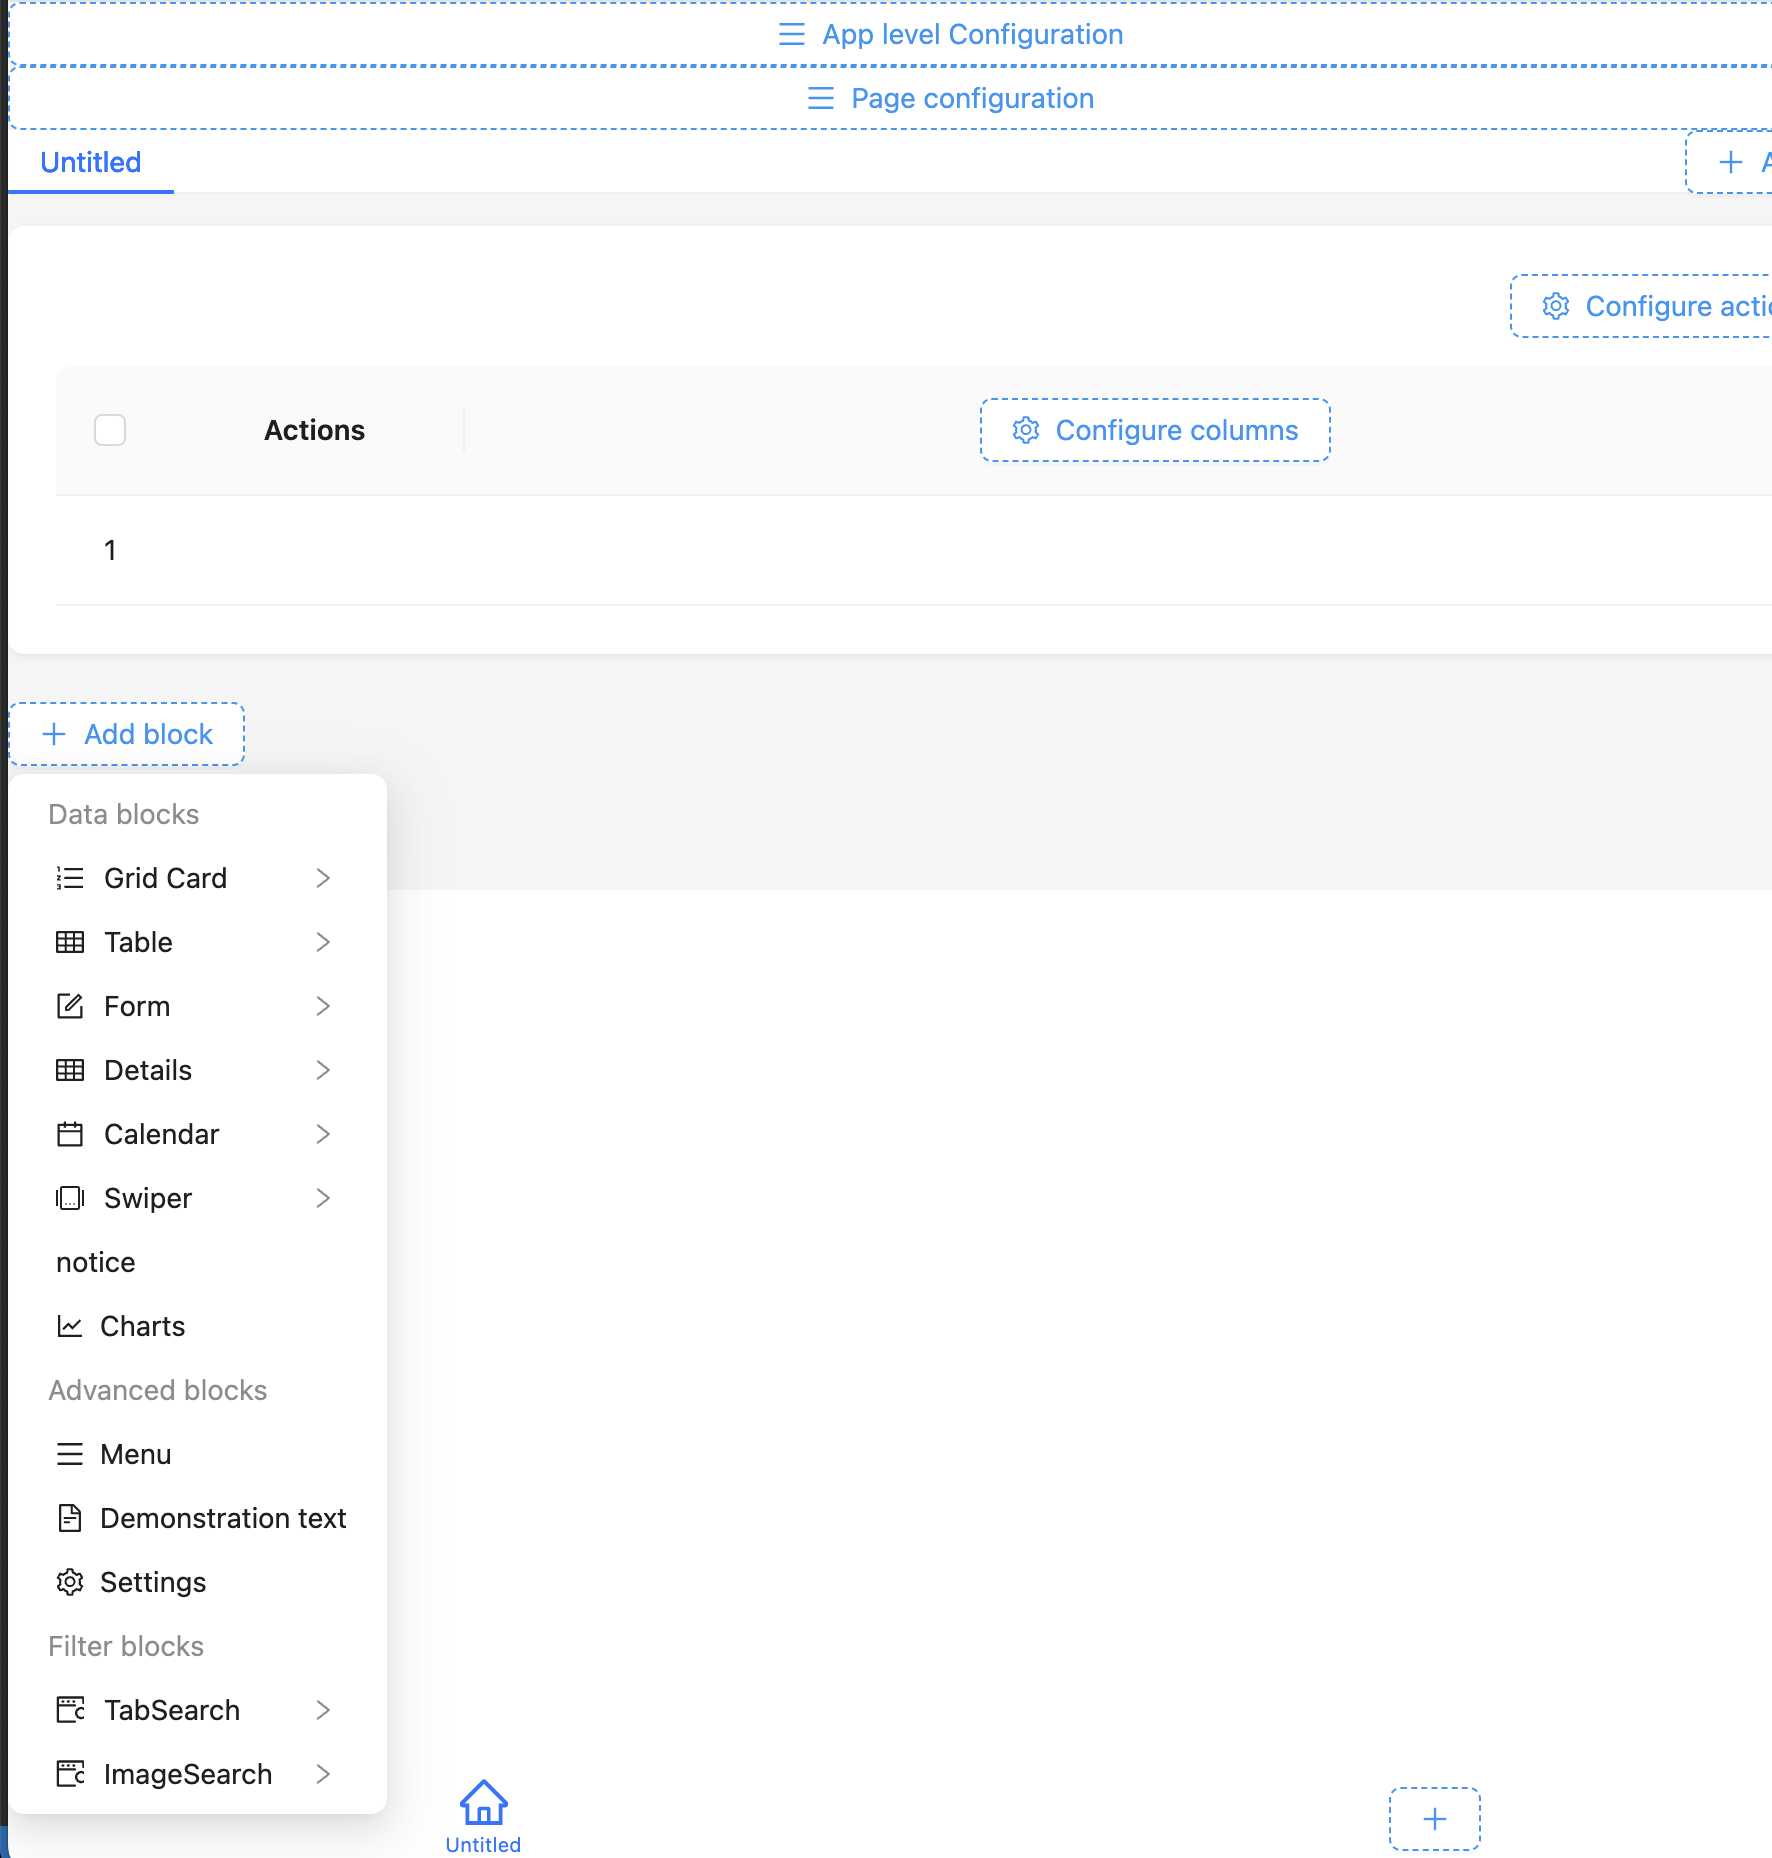 App level Configuration
Page configuration
Untitled
Configure
Actions
Configure columns
1
Add block
Data blocks
Grid Card
Table
Form
Details
Calendar
Swiper
notice
Charts
Advanced blocks
Menu
Demonstration text
Settings
Filter blocks
TabSearch
ImageSearch
Untitled